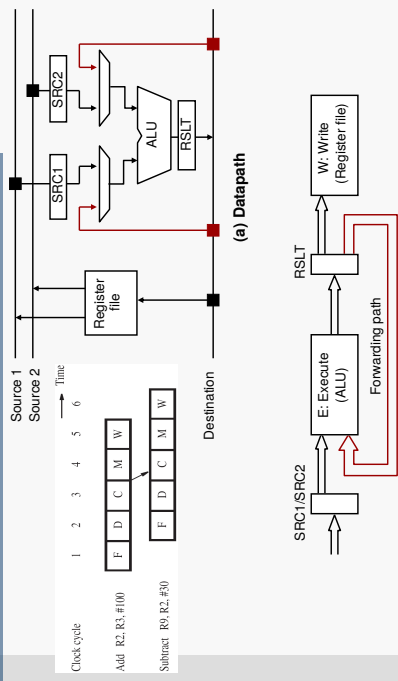 Source 1
Source 2
Time
Clock cycle 1 2 3 4 5 6
Add R2, R3, #100 F D C M W
Subtract R9, R2, #30 F D C M W
Register
file
SRC1
SRC2
ALU
RSLT
Destination
(a) Datapath
SRC1/SRC2
E: Execute
(ALU)
RSLT
W: Write
(Register file)
Forwarding path